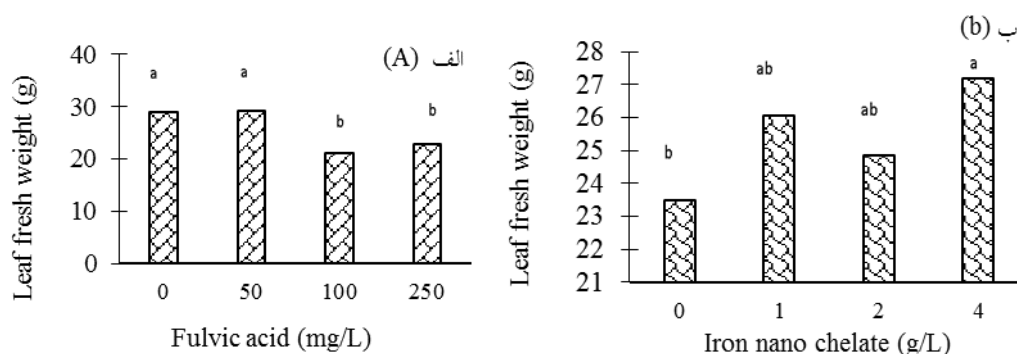 الف (A)
Leaf fresh weight (g)
50
40
30
20
10
0
a
a
b
b
0
50
100
250
Fulvic acid (mg/L)
ب (b)
Leaf fresh weight (g)
28
27
26
25
24
23
22
21
b
ab
ab
a
0
1
2
4
Iron nano chelate (g/L)